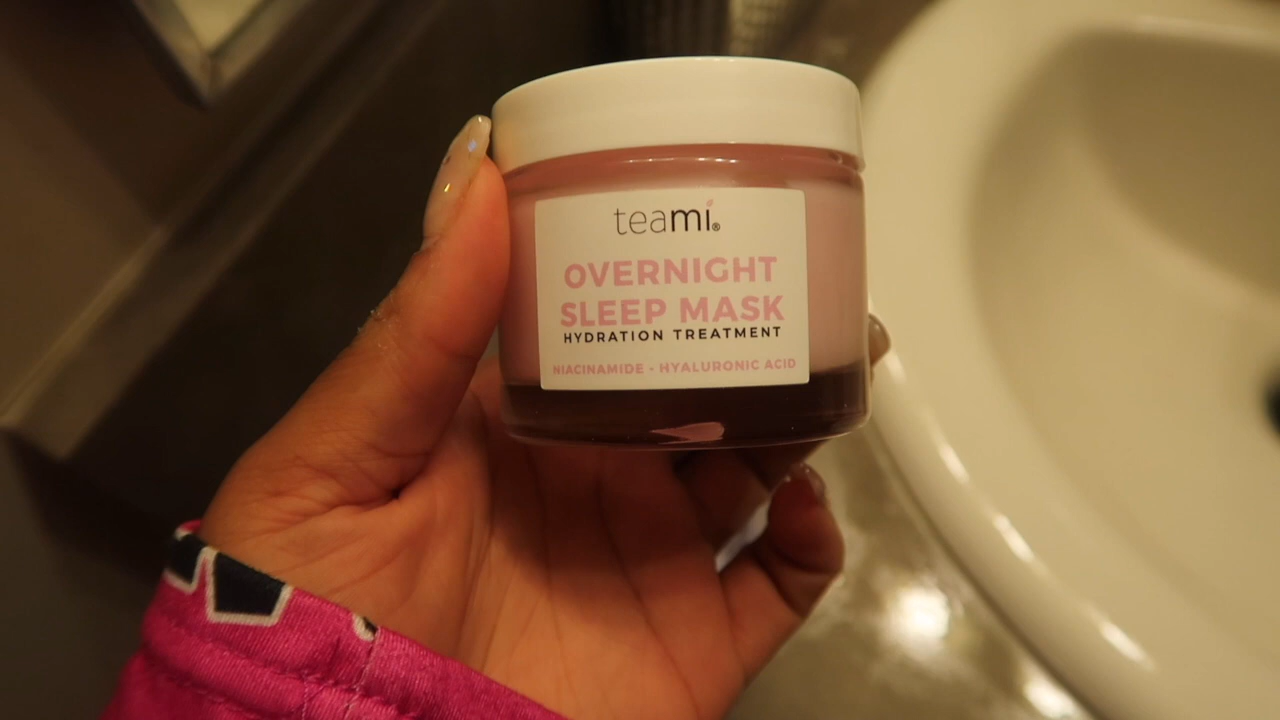 teami®
OVERNIGHT
SLEEP MASK
HYDRATION TREATMENT
NIACINAMIDE - HYALURONIC ACID